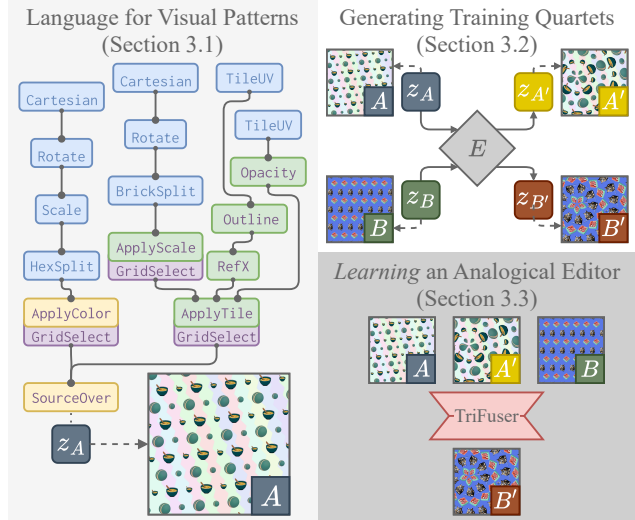 Language for Visual Patterns
(Section 3.1)
Cartesian
TileUV
Cartesian
TileUV
Rotate
Rotate
Opacity
Scale
BrickSplit
Outline
ApplyScale
GridSelect
HexSplit
RefX
ApplyColor
GridSelect
ApplyTile
GridSelect
SourceOver
z_A
A
Generating Training Quartets
(Section 3.2)
A
z_A
z_{A'}
A'
E
B
z_B
z_{B'}
B'
Learning an Analogical Editor
(Section 3.3)
A
A'
B
TriFuser
B'